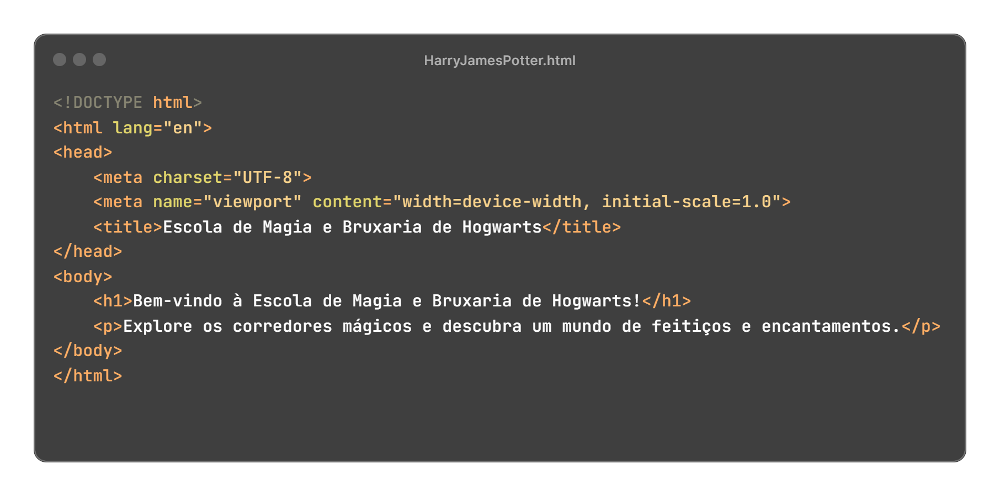 HarryJamesPotter.html
<!DOCTYPE html>
<html lang="en">
<head>
    <meta charset="UTF-8">
    <meta name="viewport" content="width=device-width, initial-scale=1.0">
    <title>Escola de Magia e Bruxaria de Hogwarts</title>
</head>
<body>
    <h1>Bem-vindo à Escola de Magia e Bruxaria de Hogwarts!</h1>
    <p>Explore os corredores mágicos e descubra um mundo de feitiços e encantamentos.</p>
</body>
</html>